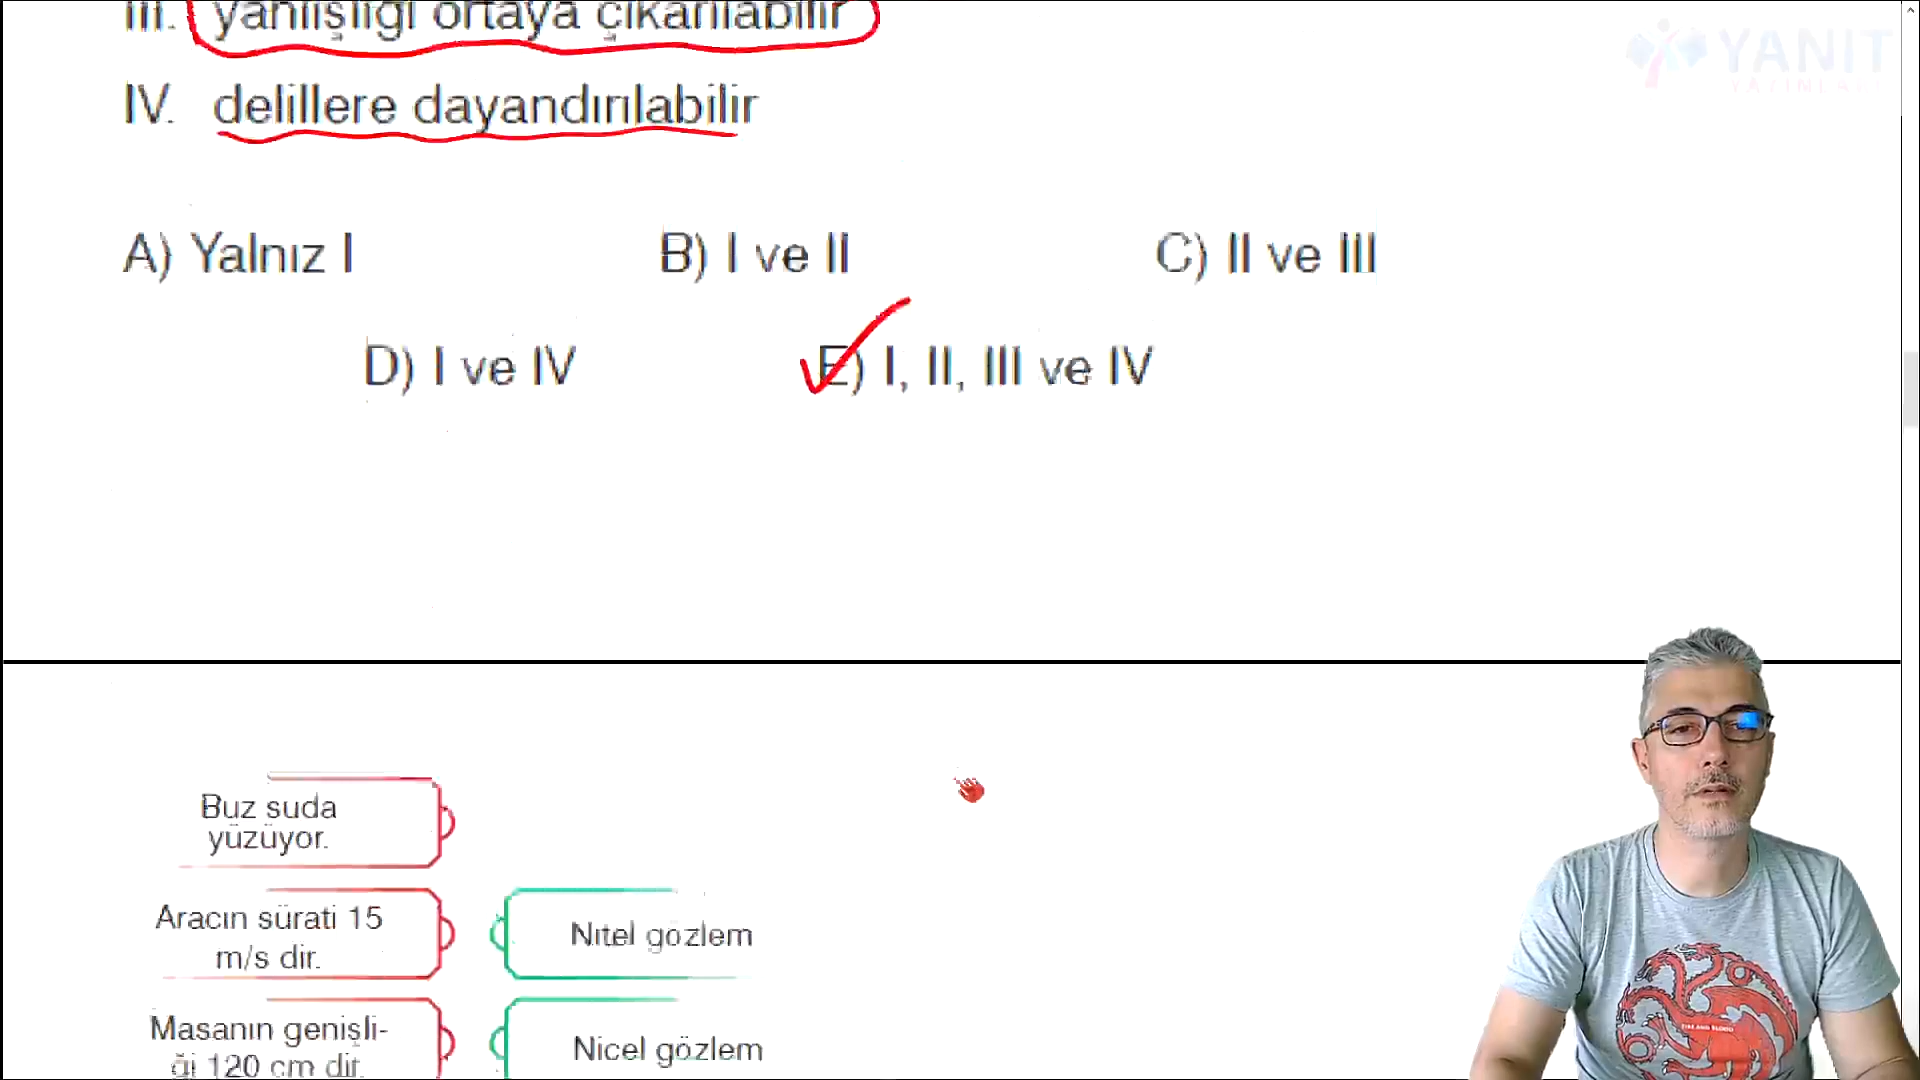 III. yanlışlığı ortaya çıkarılabilir
YANIT
IV. delillere dayandırılabilir
A) Yalnız I
B) I ve II
C) II ve III
D) I ve IV
E) I, II, III ve IV
Buz suda
yüzüyor.
Aracın sürati 15
m/s dir.
Nitel gözlem
Masanın genişli-
ği 120 cm dir.
Nicel gözlem